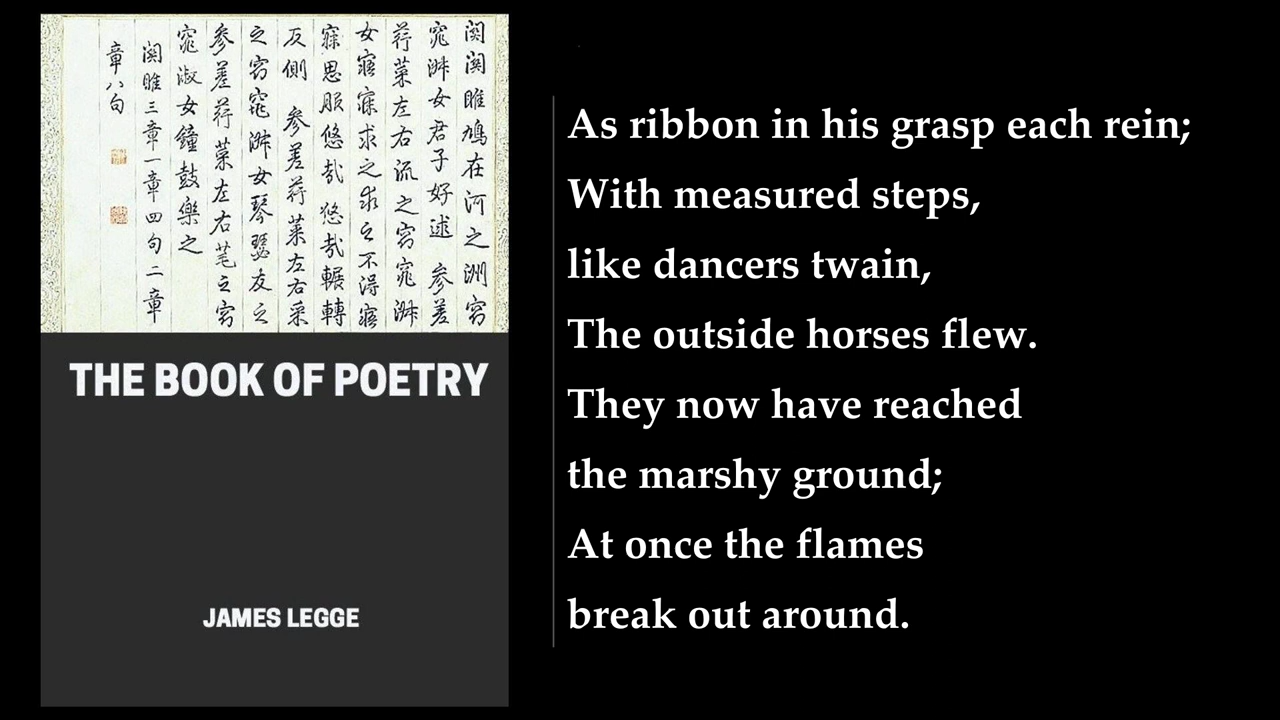 關關雎鳩在河之洲窈
窕淑女君子好逑 參差
荇菜左右流之窈窕淑
女寤寐求之求之不得寤
寐思服悠哉悠哉輾轉
反側 參差荇菜左右采
之窈窕淑女琴瑟友之
參差荇菜左右芼之窈
窕淑女鐘鼓樂之
關雎三章一章四句二章
章八句
THE BOOK OF POETRY
JAMES LEGGE
As ribbon in his grasp each rein;
With measured steps,
like dancers twain,
The outside horses flew.
They now have reached
the marshy ground;
At once the flames
break out around.